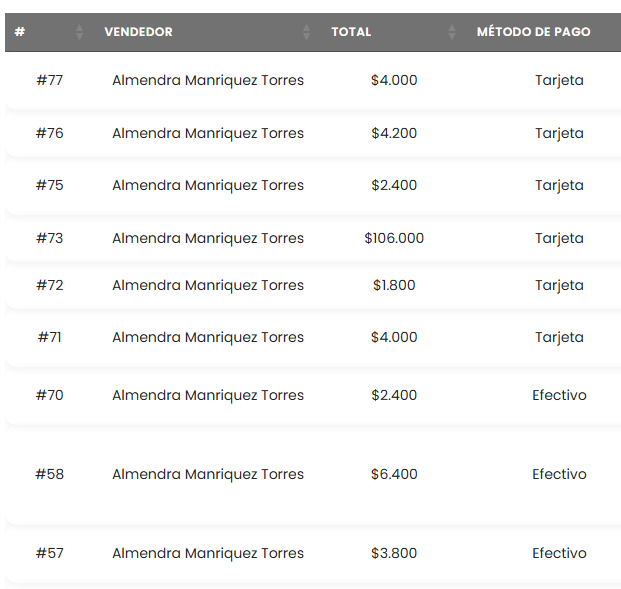 # VENDEDOR TOTAL MÉTODO DE PAGO
#77 Almendra Manriquez Torres $4.000 Tarjeta
#76 Almendra Manriquez Torres $4.200 Tarjeta
#75 Almendra Manriquez Torres $2.400 Tarjeta
#73 Almendra Manriquez Torres $106.000 Tarjeta
#72 Almendra Manriquez Torres $1.800 Tarjeta
#71 Almendra Manriquez Torres $4.000 Tarjeta
#70 Almendra Manriquez Torres $2.400 Efectivo
#58 Almendra Manriquez Torres $6.400 Efectivo
#57 Almendra Manriquez Torres $3.800 Efectivo